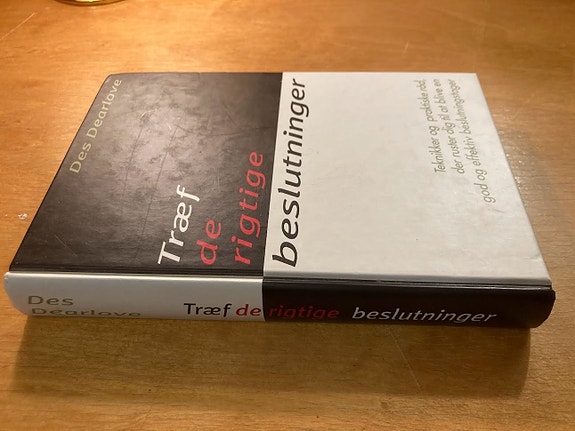 Des Dearlove
Træf
de
rigtige
beslutninger
Teknikker og praktiske råd,
der ruster dig til at blive en
god og effektiv beslutningstager
Des
Dearlove
Træf de rigtige beslutninger